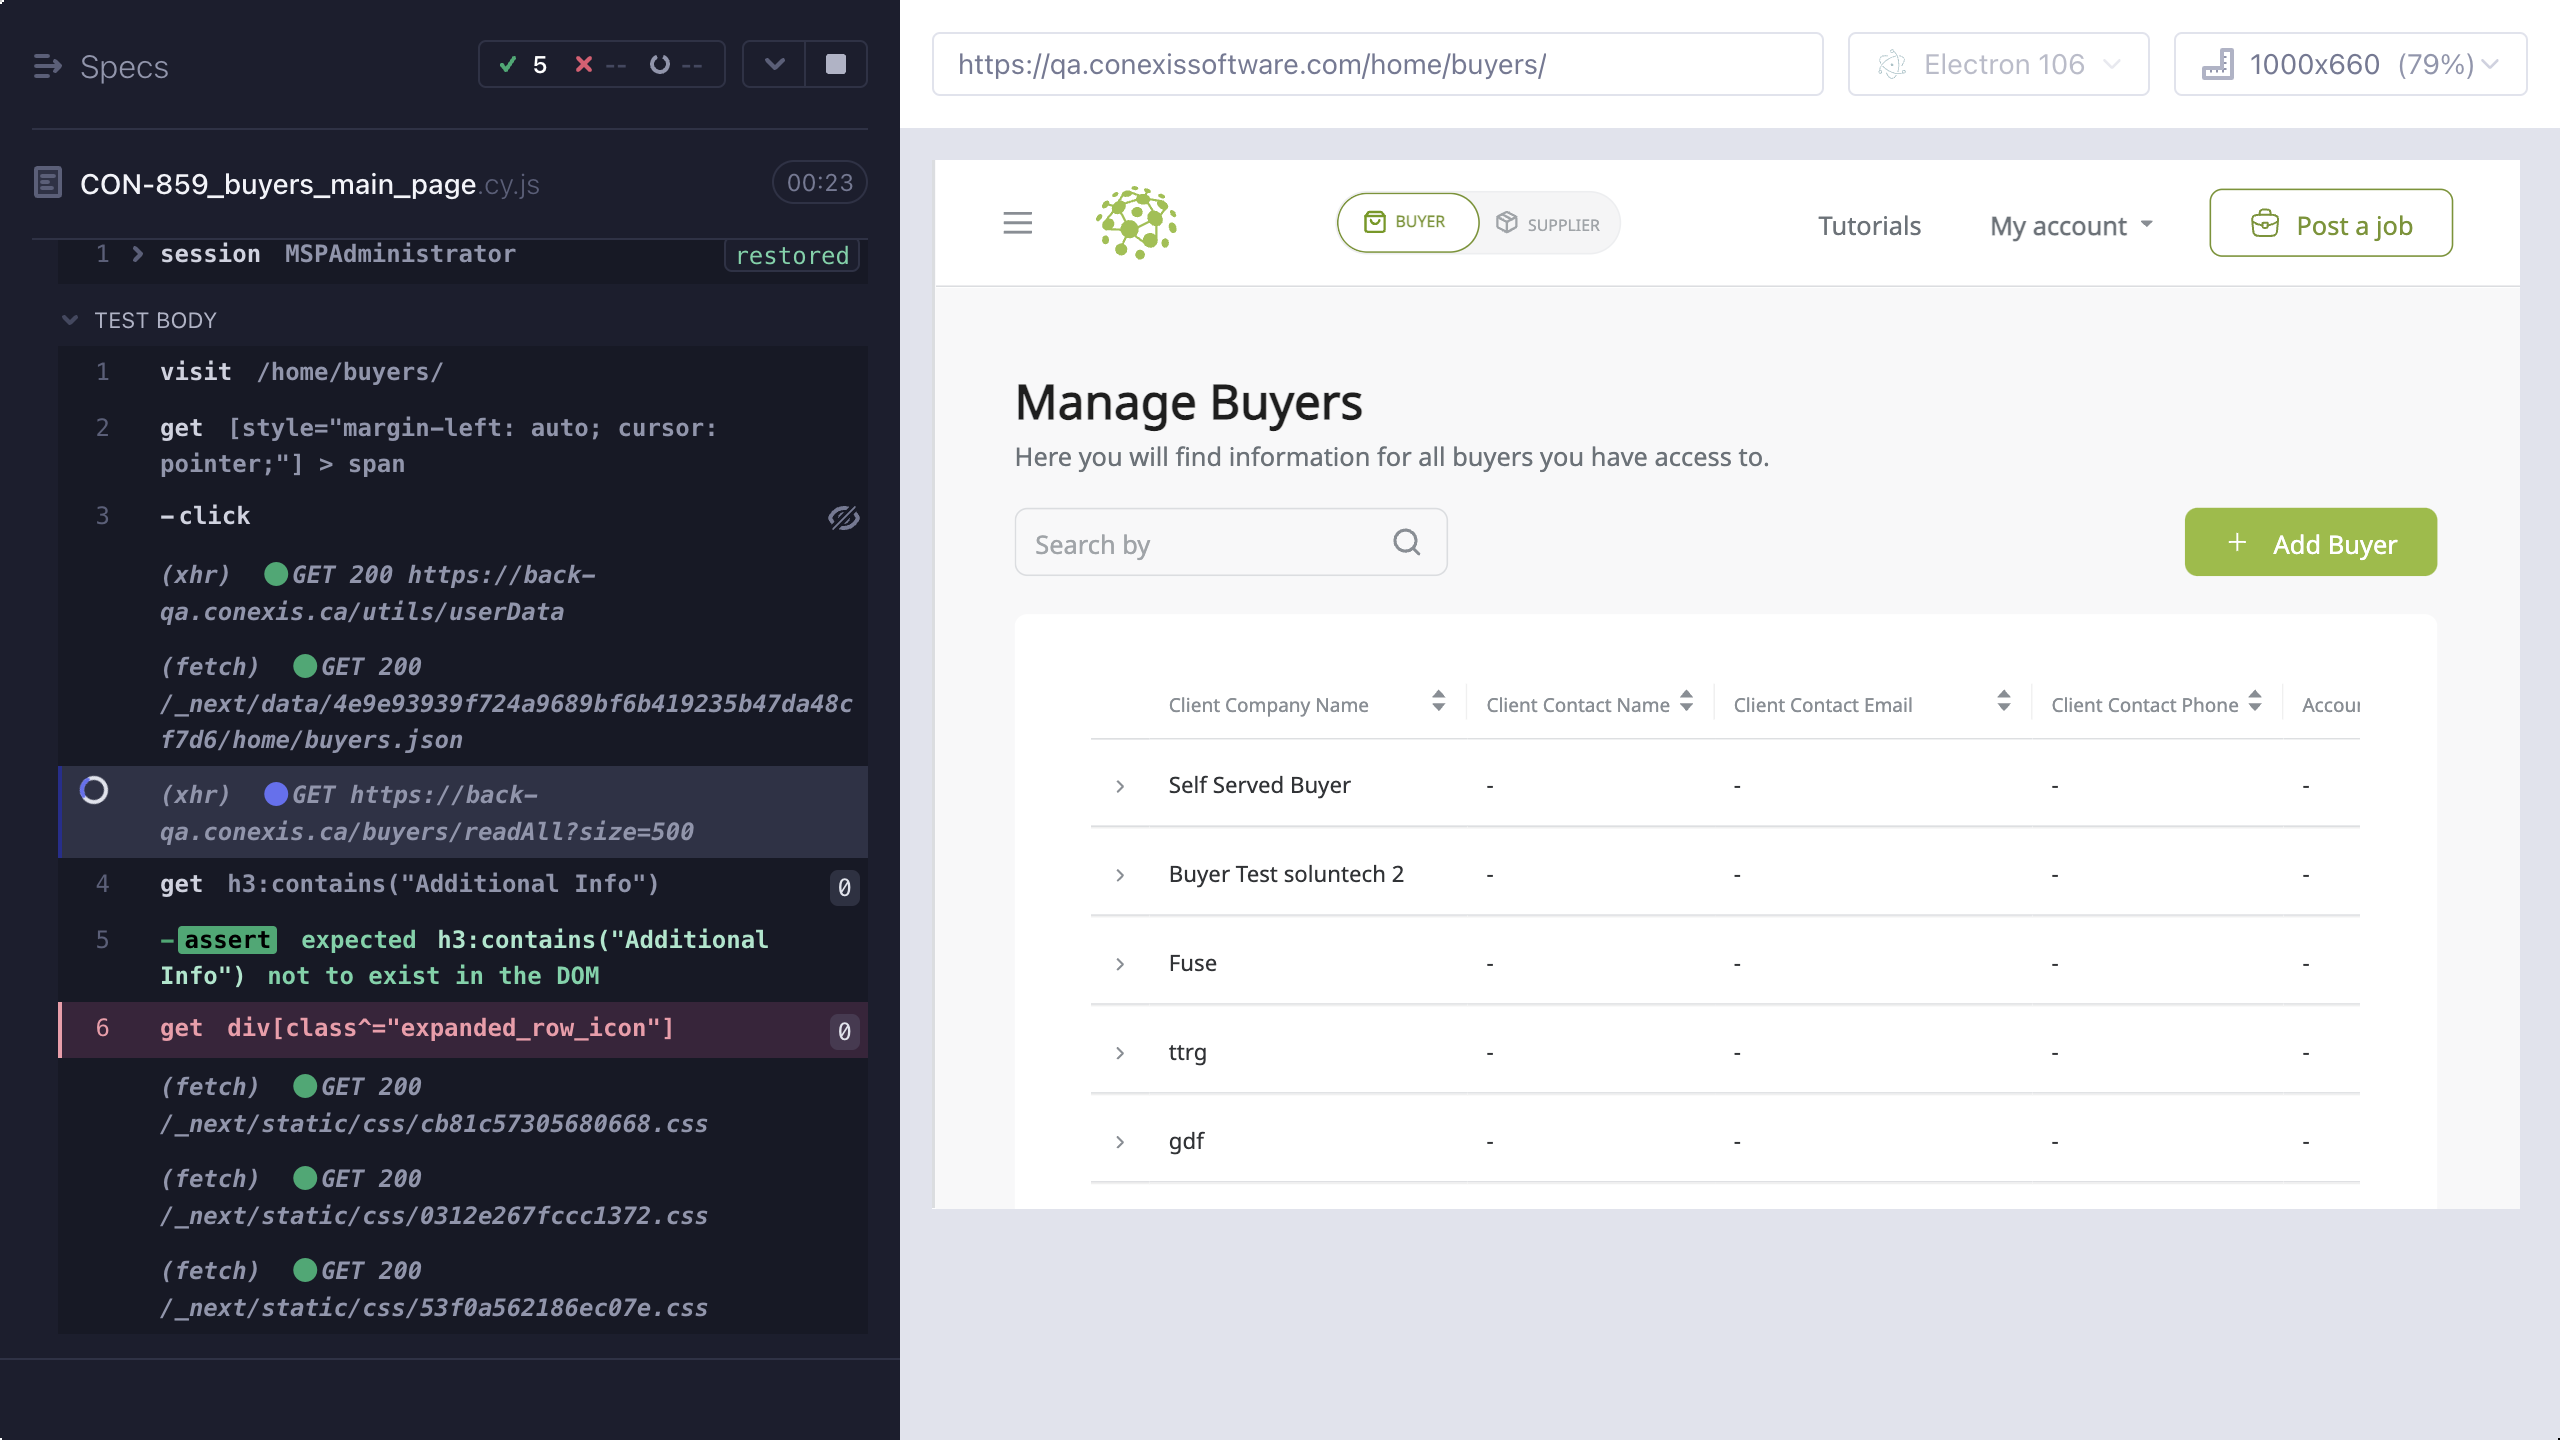 Specs
5
--
--
CON-859_buyers_main_page.cy.js
00:23
1 session MSPAdministrator restored
TEST BODY
1 visit /home/buyers/
2 get [style="margin-left: auto; cursor:
pointer;"] > span
3 -click
(xhr) GET 200 https://back-
qa.conexis.ca/utils/userData
(fetch) GET 200
/_next/data/4e9e93939f724a9689bf6b419235b47da48c
f7d6/home/buyers.json
(xhr) GET https://back-
qa.conexis.ca/buyers/readAll?size=500
4 get h3:contains("Additional Info") 0
5 -assert expected h3:contains("Additional
Info") not to exist in the DOM
6 get div[class^="expanded_row_icon"] 0
(fetch) GET 200
/_next/static/css/cb81c57305680668.css
(fetch) GET 200
/_next/static/css/0312e267fccc1372.css
(fetch) GET 200
/_next/static/css/53f0a562186ec07e.css
https://qa.conexissoftware.com/home/buyers/
Electron 106
1000x660 (79%)
BUYER
SUPPLIER
Tutorials
My account
Post a job
Manage Buyers
Here you will find information for all buyers you have access to.
Search by
+ Add Buyer
Client Company Name Client Contact Name Client Contact Email Client Contact Phone Accour
Self Served Buyer - - - -
Buyer Test soluntech 2 - - - -
Fuse - - - -
ttrg - - - -
gdf - - - -